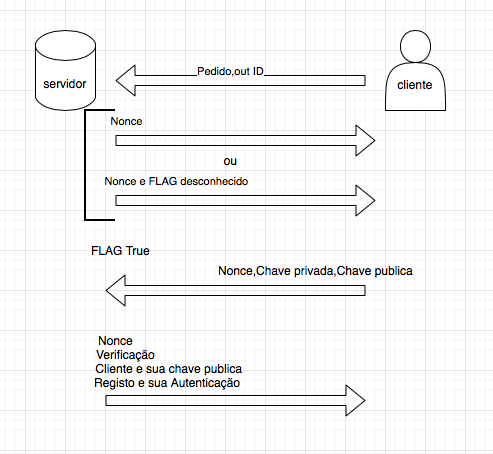 servidor
Pedido,out ID
cliente
Nonce
ou
Nonce e FLAG desconhecido
FLAG True
Nonce,Chave privada,Chave publica
Nonce
Verificação
Cliente e sua chave publica
Registo e sua Autenticação